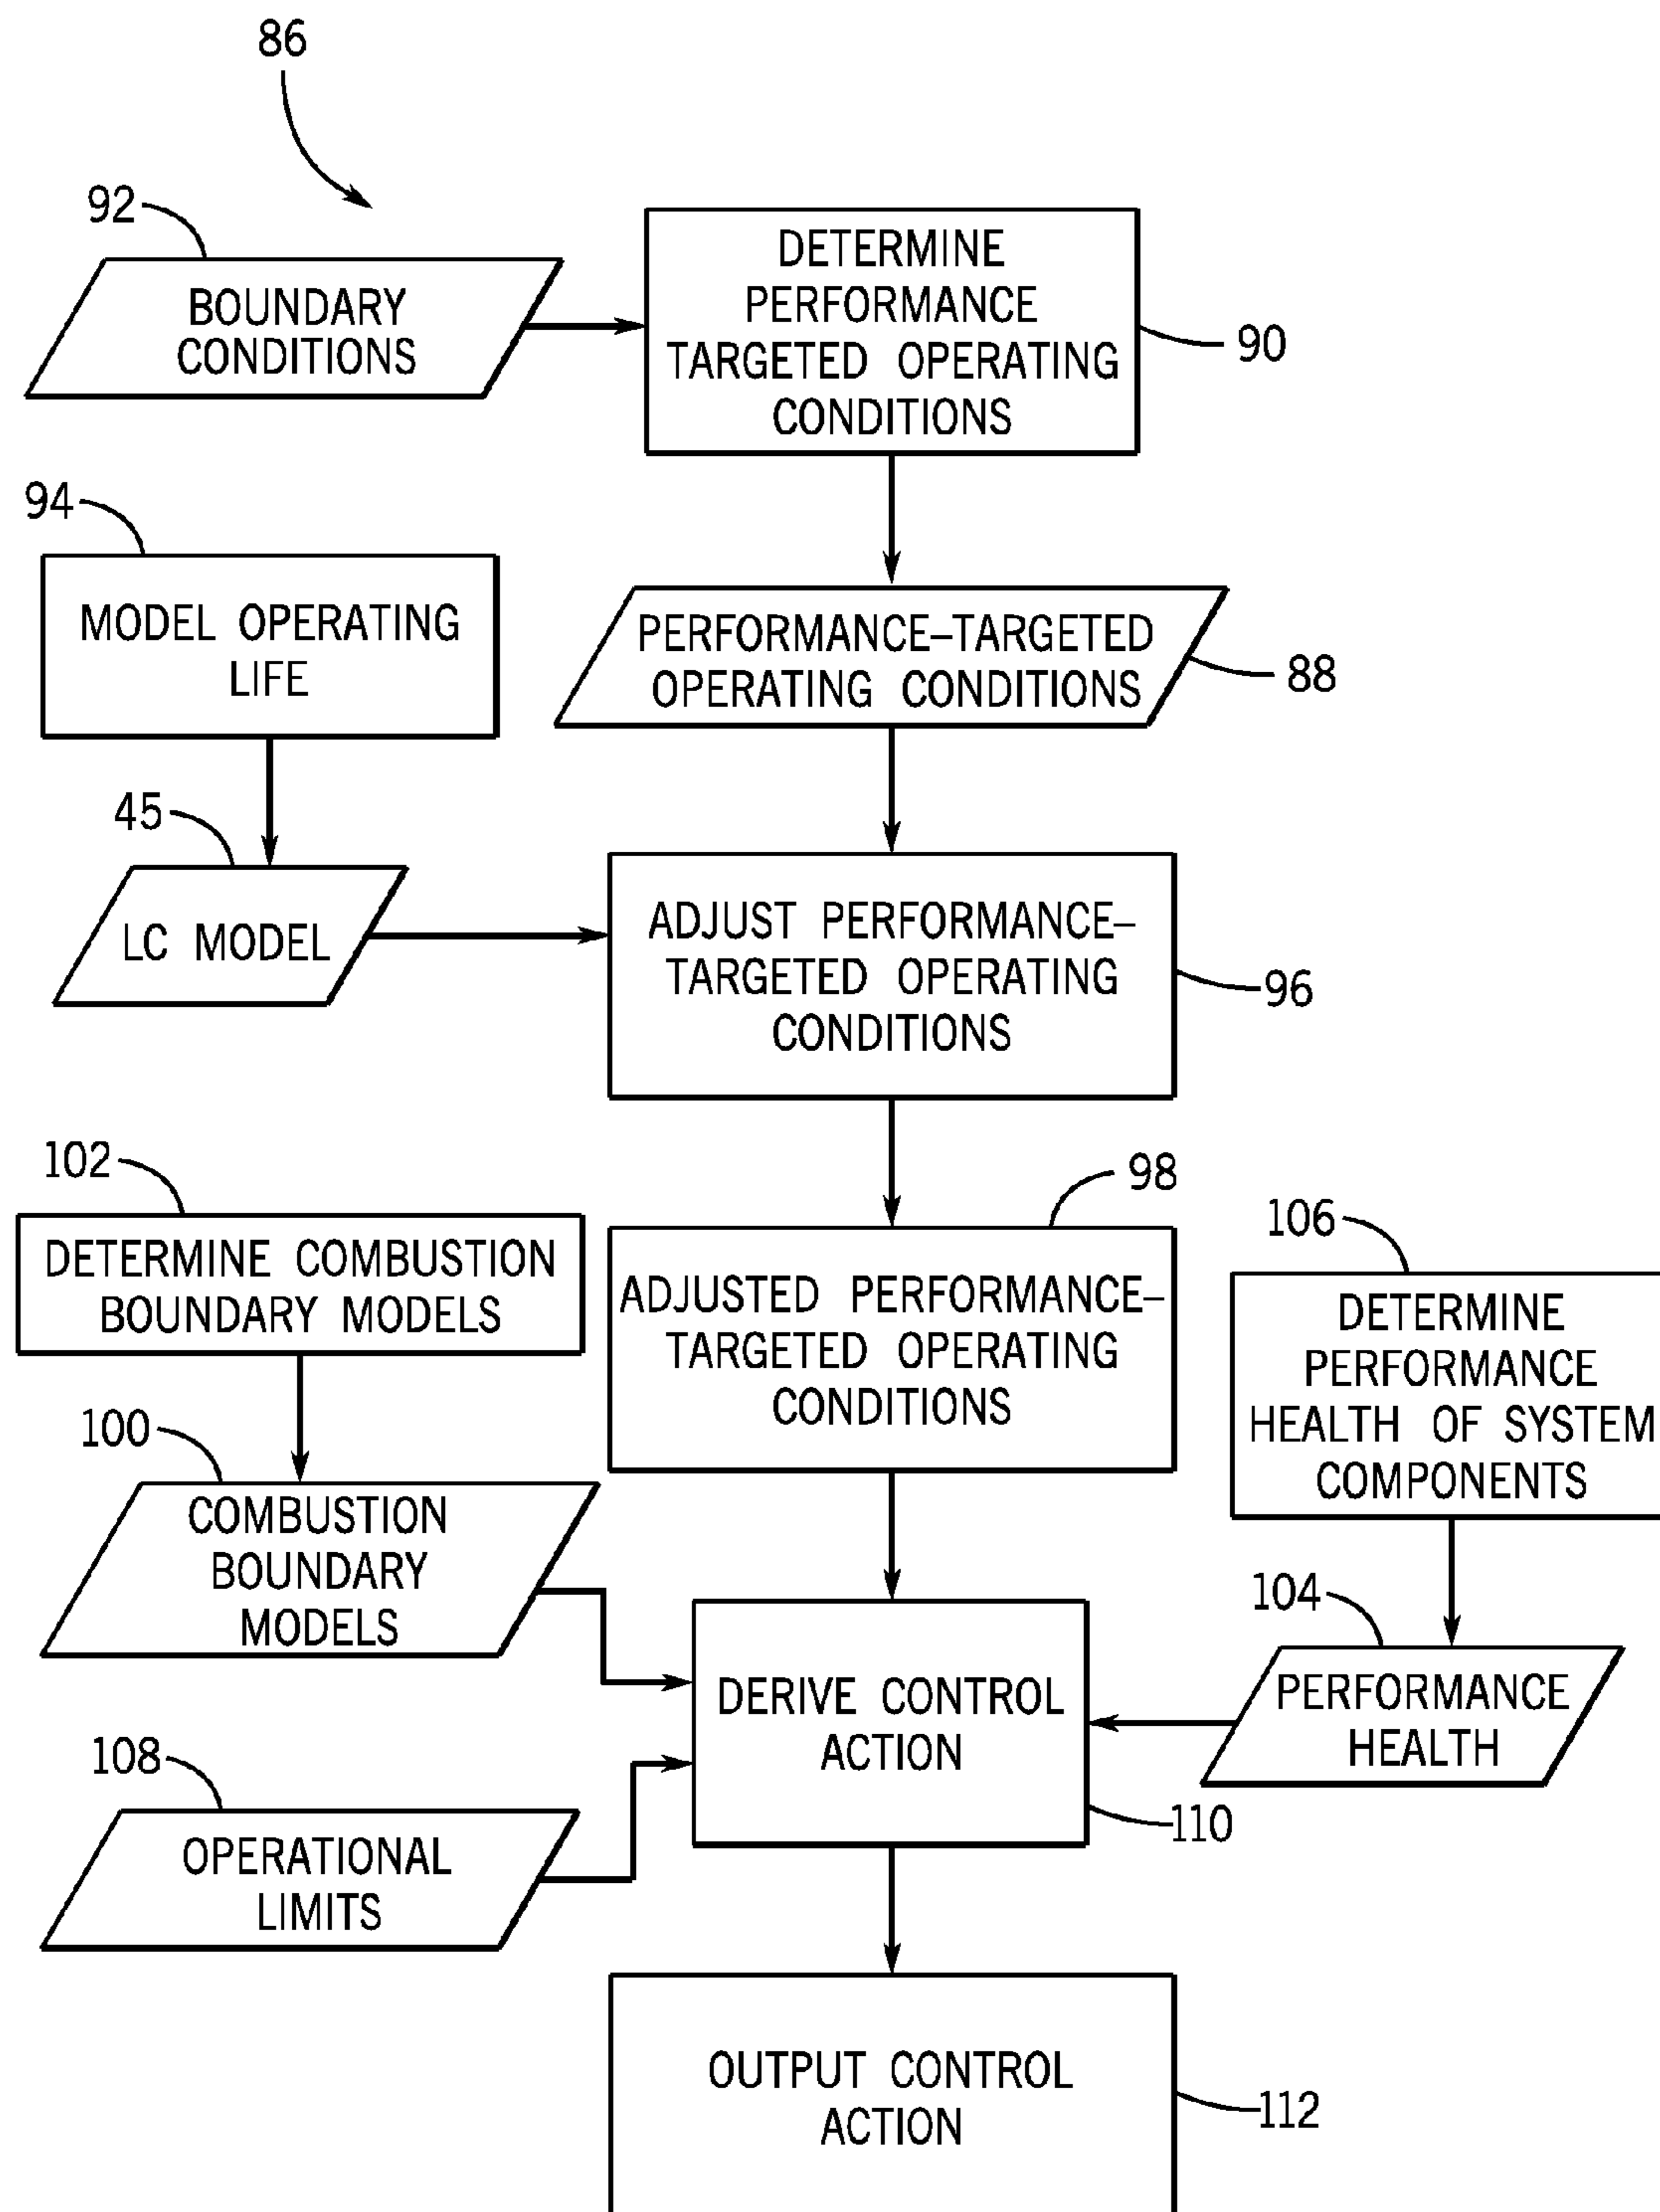 86
92
BOUNDARY
CONDITIONS
DETERMINE
PERFORMANCE
TARGETED OPERATING
CONDITIONS
90
94
MODEL OPERATING
LIFE
PERFORMANCE–TARGETED
OPERATING CONDITIONS
88
45
LC MODEL
ADJUST PERFORMANCE–
TARGETED OPERATING
CONDITIONS
96
102
DETERMINE COMBUSTION
BOUNDARY MODELS
98
ADJUSTED PERFORMANCE–
TARGETED OPERATING
CONDITIONS
106
DETERMINE
PERFORMANCE
HEALTH OF SYSTEM
COMPONENTS
100
COMBUSTION
BOUNDARY
MODELS
104
PERFORMANCE
HEALTH
DERIVE CONTROL
ACTION
110
108
OPERATIONAL
LIMITS
OUTPUT CONTROL
ACTION
112